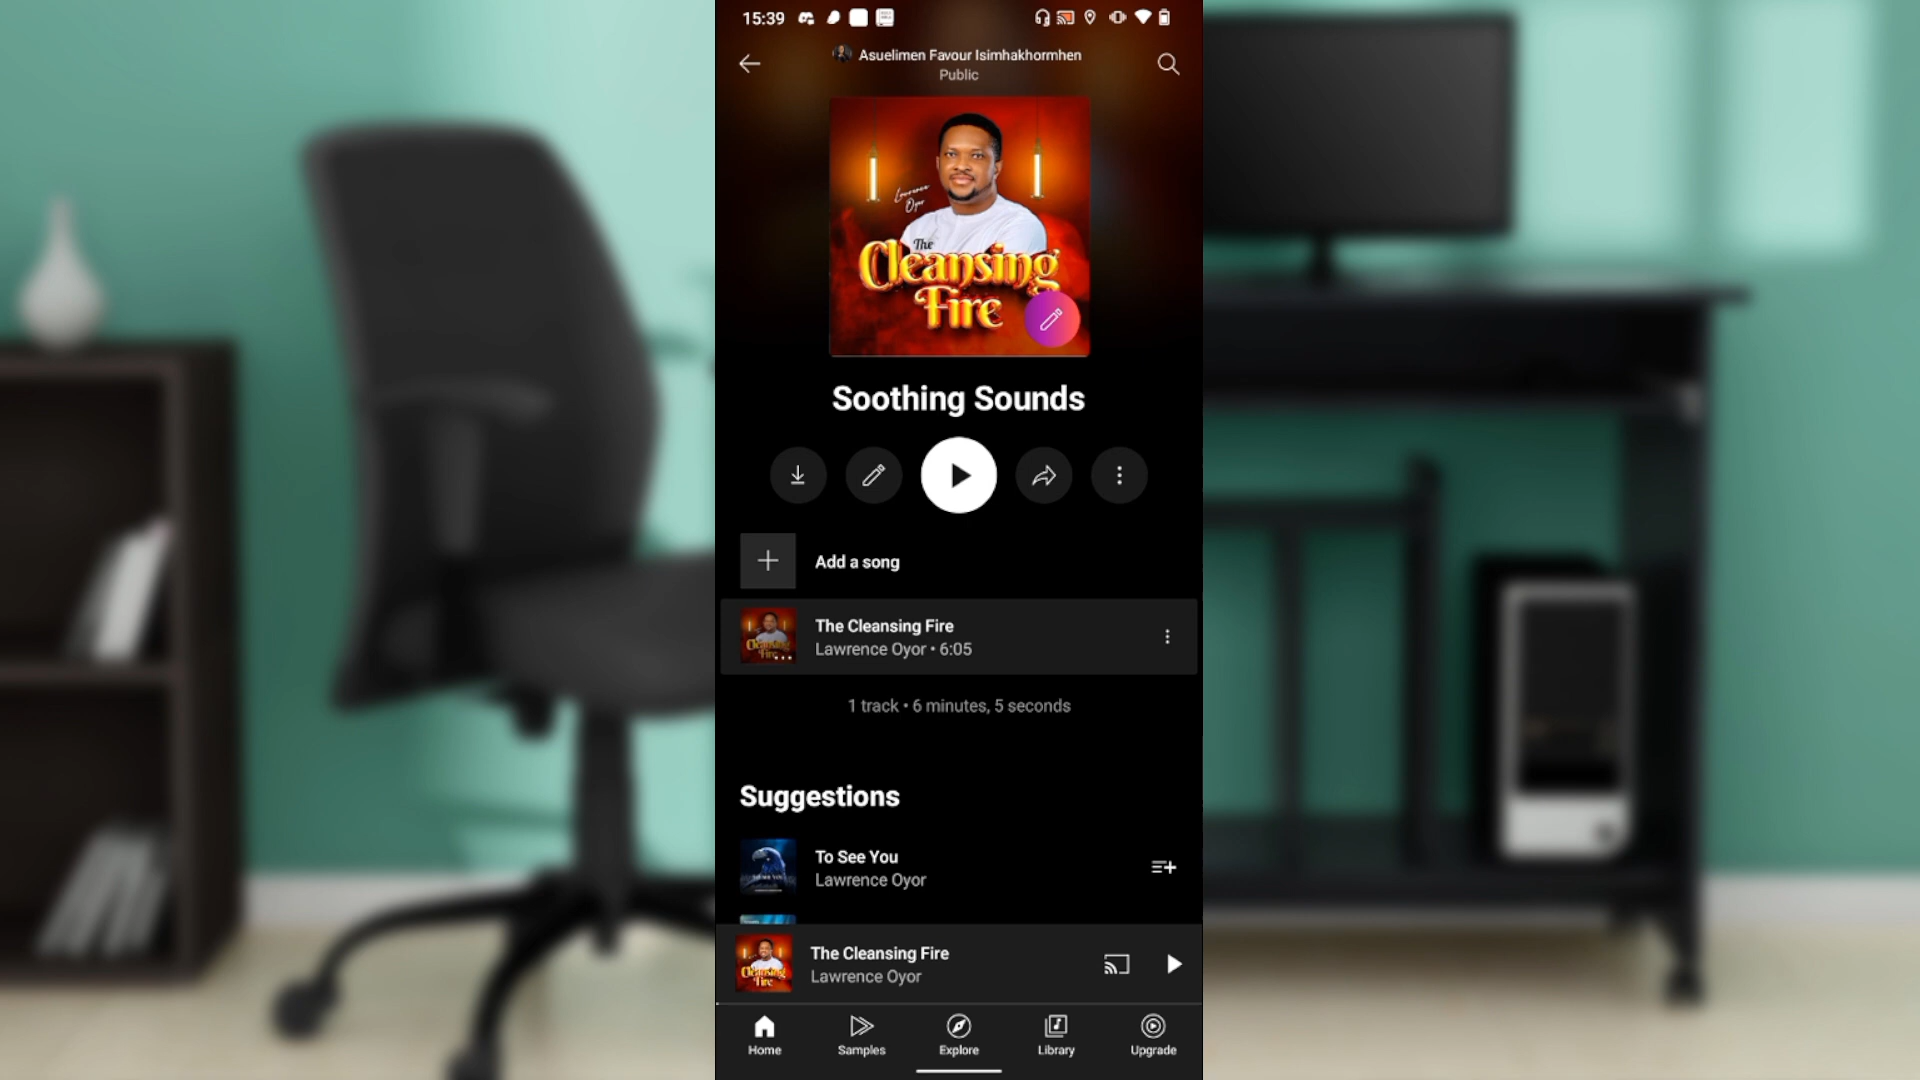 15:39
Asuelimen Favour Isimhakhormhen
Public
Lawrence
Oyor
The
Cleansing
Fire
Soothing Sounds
Add a song
The Cleansing Fire
Lawrence Oyor • 6:05
1 track • 6 minutes, 5 seconds
Suggestions
To See You
Lawrence Oyor
The Cleansing Fire
Lawrence Oyor
Home
Samples
Explore
Library
Upgrade